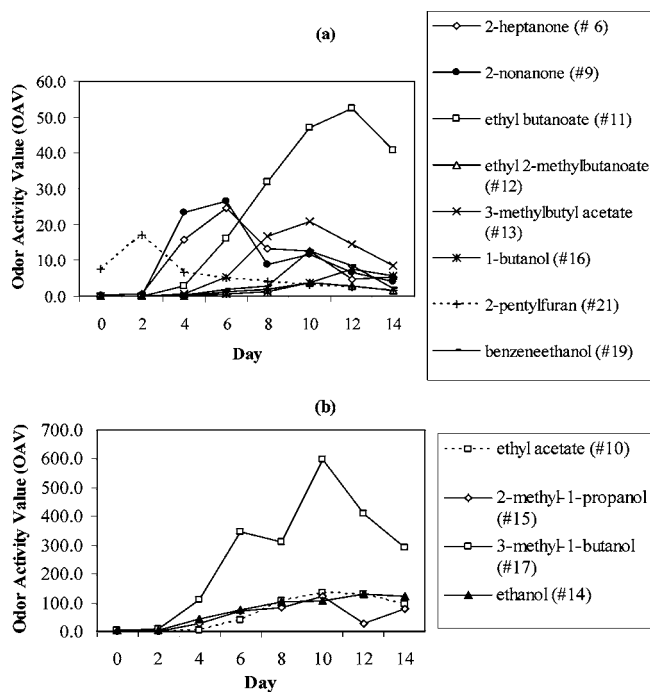 (a)
Odor Activity Value (OAV)
60.0
50.0
40.0
30.0
20.0
10.0
0.0
0 2 4 6 8 10 12 14
Day
2-heptanone (# 6)
2-nonanone (#9)
ethyl butanoate (#11)
ethyl 2-methylbutanoate
(#12)
3-methylbutyl acetate
(#13)
1-butanol (#16)
2-pentylfuran (#21)
benzeneethanol (#19)
(b)
Odor Activity Value (OAV)
700.0
600.0
500.0
400.0
300.0
200.0
100.0
0.0
0 2 4 6 8 10 12 14
Day
ethyl acetate (#10)
2-methyl-1-propanol
(#15)
3-methyl-1-butanol
(#17)
ethanol (#14)